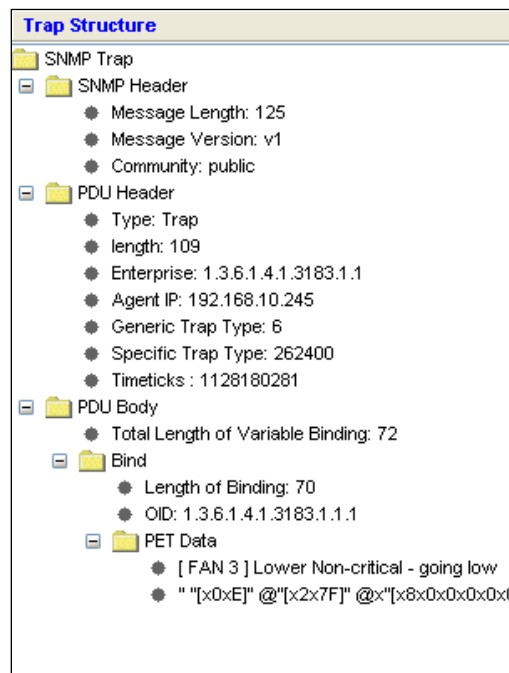 Trap Structure
SNMP Trap
SNMP Header
Message Length: 125
Message Version: v1
Community: public
PDU Header
Type: Trap
length: 109
Enterprise: 1.3.6.1.4.1.3183.1.1
Agent IP: 192.168.10.245
Generic Trap Type: 6
Specific Trap Type: 262400
Timeticks : 1128180281
PDU Body
Total Length of Variable Binding: 72
Bind
Length of Binding: 70
OID: 1.3.6.1.4.1.3183.1.1.1
PET Data
[ FAN 3 ] Lower Non-critical - going low
" "[x0xE]" @"[x2x7F]" @x"[x8x0x0x0x0x0